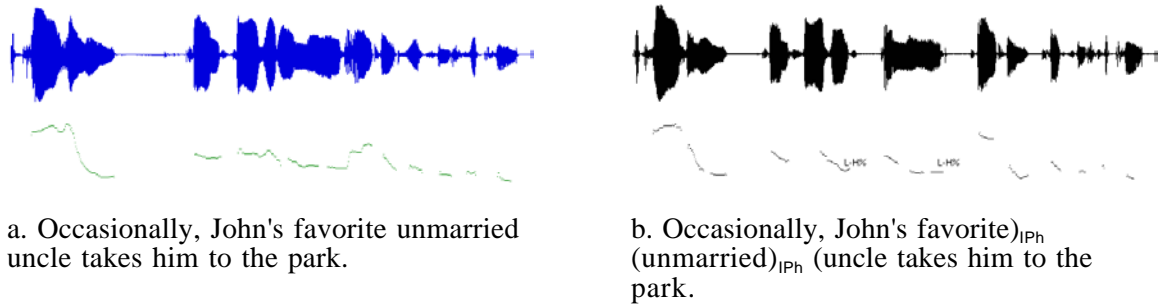 L-H% L-H%
a. Occasionally, John's favorite unmarried
uncle takes him to the park.
b. Occasionally, John's favorite)IPh
(unmarried)IPh (uncle takes him to the
park.